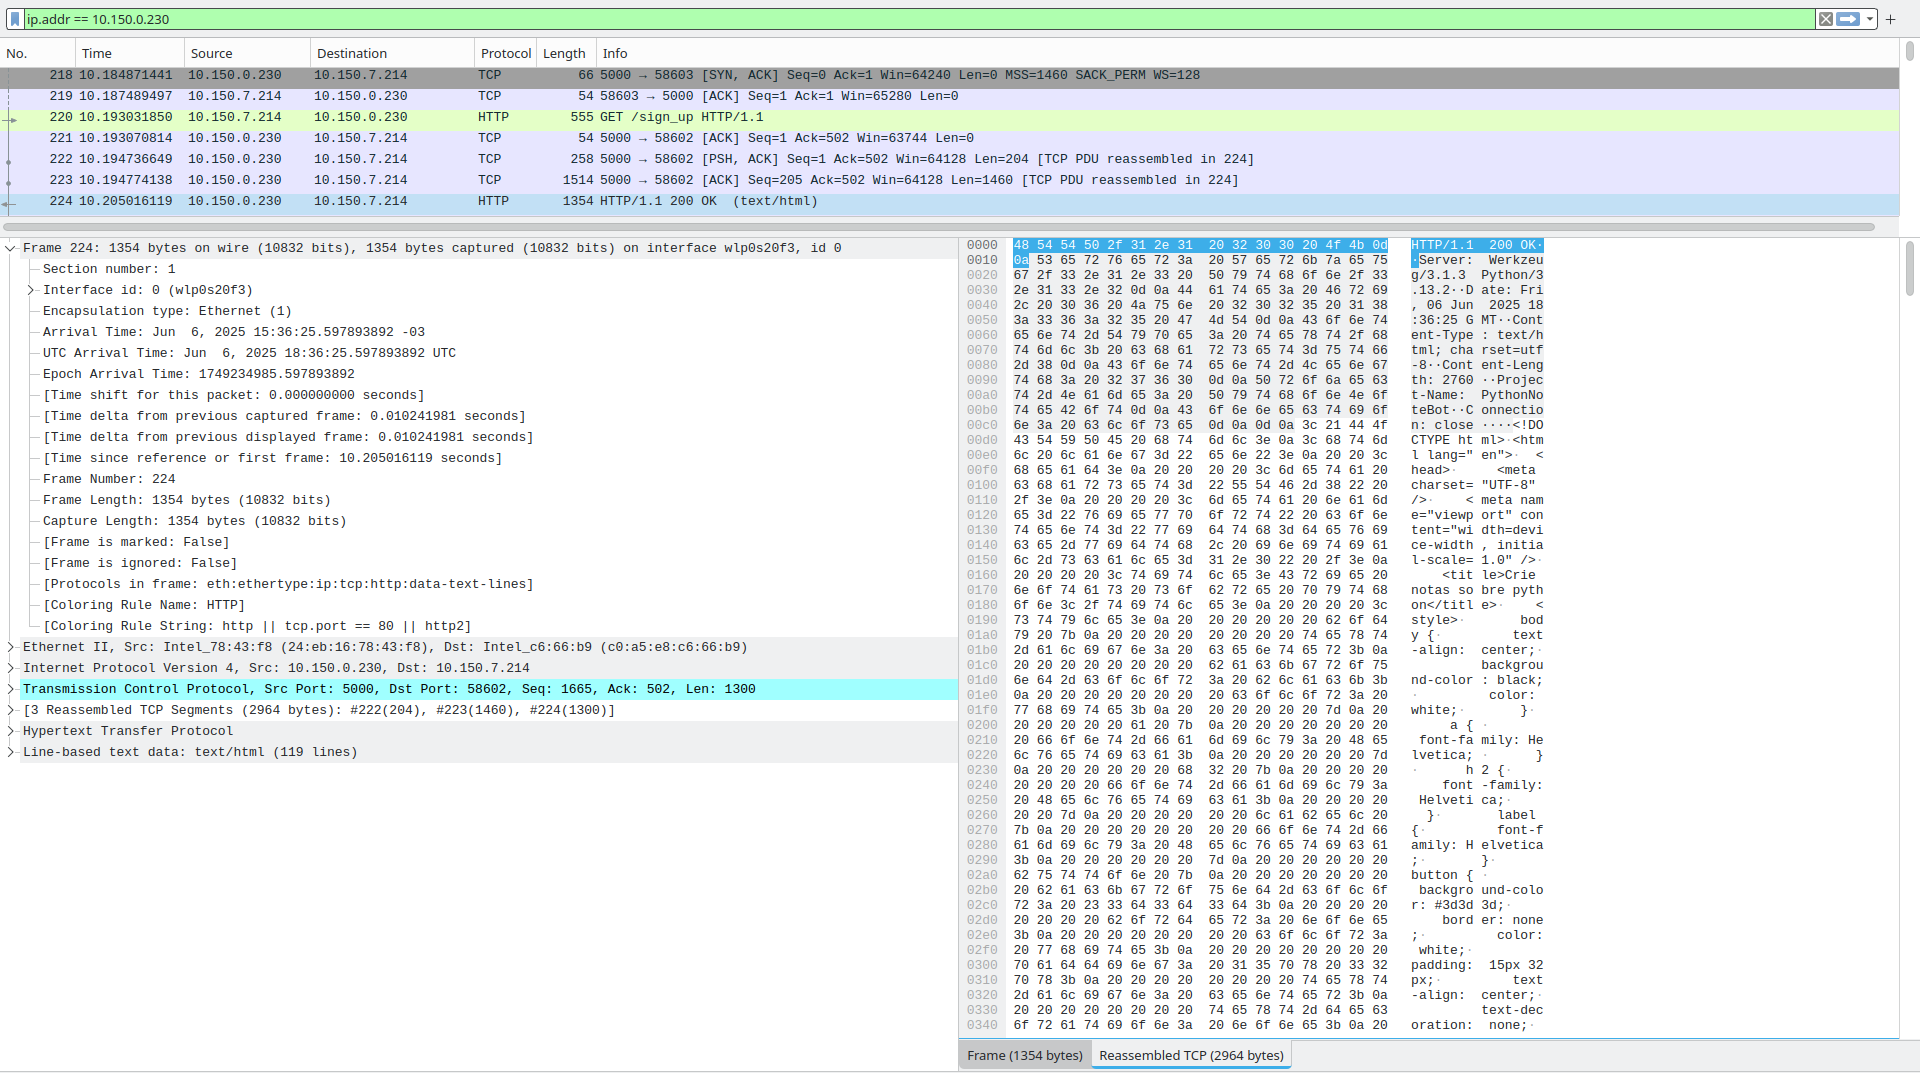 ip.addr == 10.150.0.230
No. Time Source Destination Protocol Length Info
218 10.184871441 10.150.0.230 10.150.7.214 TCP 66 5000 → 58603 [SYN, ACK] Seq=0 Ack=1 Win=64240 Len=0 MSS=1460 SACK_PERM WS=128
219 10.187489497 10.150.7.214 10.150.0.230 TCP 54 58603 → 5000 [ACK] Seq=1 Ack=1 Win=65280 Len=0
220 10.193031850 10.150.7.214 10.150.0.230 HTTP 555 GET /sign_up HTTP/1.1
221 10.193070814 10.150.0.230 10.150.7.214 TCP 54 5000 → 58602 [ACK] Seq=1 Ack=502 Win=63744 Len=0
222 10.194736649 10.150.0.230 10.150.7.214 TCP 258 5000 → 58602 [PSH, ACK] Seq=1 Ack=502 Win=64128 Len=204 [TCP PDU reassembled in 224]
223 10.194774138 10.150.0.230 10.150.7.214 TCP 1514 5000 → 58602 [ACK] Seq=205 Ack=502 Win=64128 Len=1460 [TCP PDU reassembled in 224]
224 10.205016119 10.150.0.230 10.150.7.214 HTTP 1354 HTTP/1.1 200 OK  (text/html)
Frame 224: 1354 bytes on wire (10832 bits), 1354 bytes captured (10832 bits) on interface wlp0s20f3, id 0
Section number: 1
Interface id: 0 (wlp0s20f3)
Encapsulation type: Ethernet (1)
Arrival Time: Jun  6, 2025 15:36:25.597893892 -03
UTC Arrival Time: Jun  6, 2025 18:36:25.597893892 UTC
Epoch Arrival Time: 1749234985.597893892
[Time shift for this packet: 0.000000000 seconds]
[Time delta from previous captured frame: 0.010241981 seconds]
[Time delta from previous displayed frame: 0.010241981 seconds]
[Time since reference or first frame: 10.205016119 seconds]
Frame Number: 224
Frame Length: 1354 bytes (10832 bits)
Capture Length: 1354 bytes (10832 bits)
[Frame is marked: False]
[Frame is ignored: False]
[Protocols in frame: eth:ethertype:ip:tcp:http:data-text-lines]
[Coloring Rule Name: HTTP]
[Coloring Rule String: http || tcp.port == 80 || http2]
Ethernet II, Src: Intel_78:43:f8 (24:eb:16:78:43:f8), Dst: Intel_c6:66:b9 (c0:a5:e8:c6:66:b9)
Internet Protocol Version 4, Src: 10.150.0.230, Dst: 10.150.7.214
Transmission Control Protocol, Src Port: 5000, Dst Port: 58602, Seq: 1665, Ack: 502, Len: 1300
[3 Reassembled TCP Segments (2964 bytes): #222(204), #223(1460), #224(1300)]
Hypertext Transfer Protocol
Line-based text data: text/html (119 lines)
0000 48 54 54 50 2f 31 2e 31 20 32 30 30 20 4f 4b 0d HTTP/1.1 200 OK·
0010 0a 53 65 72 76 65 72 3a 20 57 65 72 6b 7a 65 75 ·Server: Werkzeu
0020 67 2f 33 2e 31 2e 33 20 50 79 74 68 6f 6e 2f 33 g/3.1.3 Python/3
0030 2e 31 33 2e 32 0d 0a 44 61 74 65 3a 20 46 72 69 .13.2··D ate: Fri
0040 2c 20 30 36 20 4a 75 6e 20 32 30 32 35 20 31 38 , 06 Jun 2025 18
0050 3a 33 36 3a 32 35 20 47 4d 54 0d 0a 43 6f 6e 74 :36:25 G MT··Cont
0060 65 6e 74 2d 54 79 70 65 3a 20 74 65 78 74 2f 68 ent-Type : text/h
0070 74 6d 6c 3b 20 63 68 61 72 73 65 74 3d 75 74 66 tml; cha rset=utf
0080 2d 38 0d 0a 43 6f 6e 74 65 6e 74 2d 4c 65 6e 67 -8··Cont ent-Leng
0090 74 68 3a 20 32 37 36 30 0d 0a 50 72 6f 6a 65 63 th: 2760 ··Projec
00a0 74 2d 4e 61 6d 65 3a 20 50 79 74 68 6f 6e 4e 6f t-Name: PythonNo
00b0 74 65 42 6f 74 0d 0a 43 6f 6e 6e 65 63 74 69 6f teBot··C onnectio
00c0 6e 3a 20 63 6c 6f 73 65 0d 0a 0d 0a 3c 21 44 4f n: close ····<!DO
00d0 43 54 59 50 45 20 68 74 6d 6c 3e 0a 3c 68 74 6d CTYPE ht ml>·<htm
00e0 6c 20 6c 61 6e 67 3d 22 65 6e 22 3e 0a 20 20 3c l lang=" en">·  <
00f0 68 65 61 64 3e 0a 20 20 20 20 3c 6d 65 74 61 20 head>·   <meta
0100 63 68 61 72 73 65 74 3d 22 55 54 46 2d 38 22 20 charset= "UTF-8"
0110 2f 3e 0a 20 20 20 20 3c 6d 65 74 61 20 6e 61 6d />·    < meta nam
0120 65 3d 22 76 69 65 77 70 6f 72 74 22 20 63 6f 6e e="viewp ort" con
0130 74 65 6e 74 3d 22 77 69 64 74 68 3d 64 65 76 69 tent="wi dth=devi
0140 63 65 2d 77 69 64 74 68 2c 20 69 6e 69 74 69 61 ce-width , initia
0150 6c 2d 73 63 61 6c 65 3d 31 2e 30 22 20 2f 3e 0a l-scale= 1.0" />·
0160 20 20 20 20 3c 74 69 74 6c 65 3e 43 72 69 65 20     <tit le>Crie
0170 6e 6f 74 61 73 20 73 6f 62 72 65 20 70 79 74 68 notas so bre pyth
0180 6f 6e 3c 2f 74 69 74 6c 65 3e 0a 20 20 20 20 3c on</titl e>·    <
0190 73 74 79 6c 65 3e 0a 20 20 20 20 20 20 62 6f 64 style>·       bod
01a0 79 20 7b 0a 20 20 20 20 20 20 20 20 74 65 78 74 y {·         text
01b0 2d 61 6c 69 67 6e 3a 20 63 65 6e 74 65 72 3b 0a -align:  center;·
01c0 20 20 20 20 20 20 20 20 62 61 63 6b 67 72 6f 75          backgrou
01d0 6e 64 2d 63 6f 6c 6f 72 3a 20 62 6c 61 63 6b 3b nd-color : black;
01e0 0a 20 20 20 20 20 20 20 20 63 6f 6c 6f 72 3a 20 ·         color:
01f0 77 68 69 74 65 3b 0a 20 20 20 20 20 20 7d 0a 20 white;·       }·
0200 20 20 20 20 20 61 20 7b 0a 20 20 20 20 20 20 20      a { ·
0210 20 66 6f 6e 74 2d 66 61 6d 69 6c 79 3a 20 48 65  font-fa mily: He
0220 6c 76 65 74 69 63 61 3b 0a 20 20 20 20 20 20 7d lvetica; ·      }
0230 0a 20 20 20 20 20 20 68 32 20 7b 0a 20 20 20 20 ·      h 2 {·
0240 20 20 20 20 66 6f 6e 74 2d 66 61 6d 69 6c 79 3a     font -family:
0250 20 48 65 6c 76 65 74 69 63 61 3b 0a 20 20 20 20  Helveti ca;·
0260 20 20 7d 0a 20 20 20 20 20 20 6c 61 62 65 6c 20   }·       label
0270 7b 0a 20 20 20 20 20 20 20 20 66 6f 6e 74 2d 66 {·         font-f
0280 61 6d 69 6c 79 3a 20 48 65 6c 76 65 74 69 63 61 amily: H elvetica
0290 3b 0a 20 20 20 20 20 20 7d 0a 20 20 20 20 20 20 ;·       }·
02a0 62 75 74 74 6f 6e 20 7b 0a 20 20 20 20 20 20 20 button { ·
02b0 20 62 61 63 6b 67 72 6f 75 6e 64 2d 63 6f 6c 6f  backgro und-colo
02c0 72 3a 20 23 33 64 33 64 33 64 3b 0a 20 20 20 20 r: #3d3d 3d;·
02d0 20 20 20 20 62 6f 72 64 65 72 3a 20 6e 6f 6e 65     bord er: none
02e0 3b 0a 20 20 20 20 20 20 20 20 63 6f 6c 6f 72 3a ;·         color:
02f0 20 77 68 69 74 65 3b 0a 20 20 20 20 20 20 20 20  white;·
0300 70 61 64 64 69 6e 67 3a 20 31 35 70 78 20 33 32 padding:  15px 32
0310 70 78 3b 0a 20 20 20 20 20 20 20 20 74 65 78 74 px;·         text
0320 2d 61 6c 69 67 6e 3a 20 63 65 6e 74 65 72 3b 0a -align:  center;·
0330 20 20 20 20 20 20 20 20 74 65 78 74 2d 64 65 63          text-dec
0340 6f 72 61 74 69 6f 6e 3a 20 6e 6f 6e 65 3b 0a 20 oration:  none;·
Frame (1354 bytes) Reassembled TCP (2964 bytes)